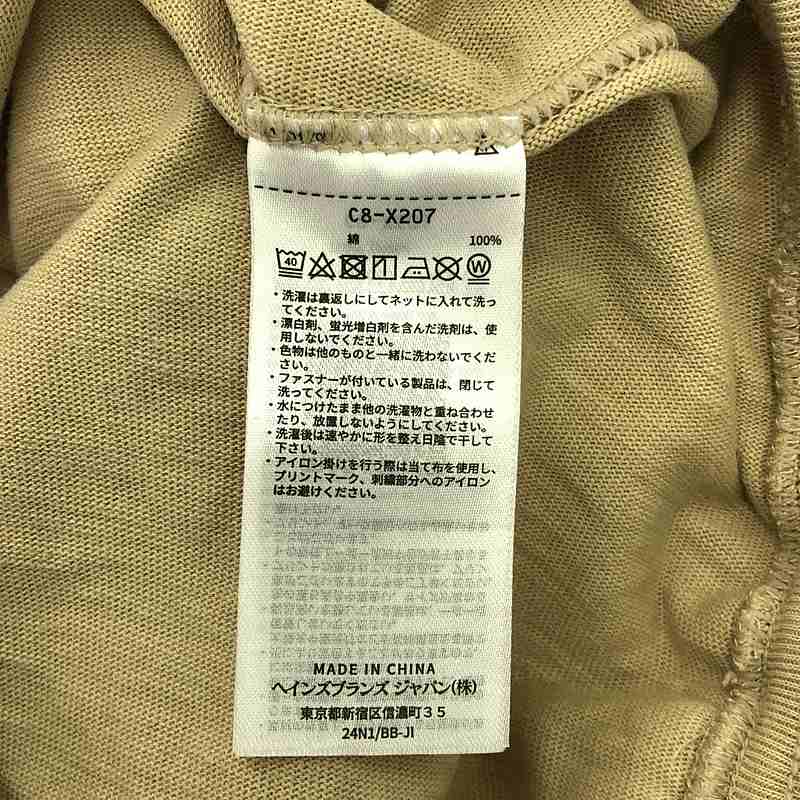 C8-X207
綿 100%
40
W
・洗濯は裏返しにしてネットに入れて洗っ
てください。
・漂白剤、蛍光増白剤を含んだ洗剤は、使
用しないでください。
・色物は他のものと一緒に洗わないでくだ
さい。
・ファスナーが付いている製品は、閉じて
洗ってください。
・水につけたまま他の洗濯物と重ね合わせ
たり、放置しないようにしてください。
・洗濯後は速やかに形を整え日陰で干して
下さい。
・アイロン掛けを行う際は当て布を使用し、
プリントマーク、刺繍部分へのアイロン
はお避けください。
MADE IN CHINA
ヘインズブランズ ジャパン(株)
東京都新宿区信濃町35
24N1/BB-JI